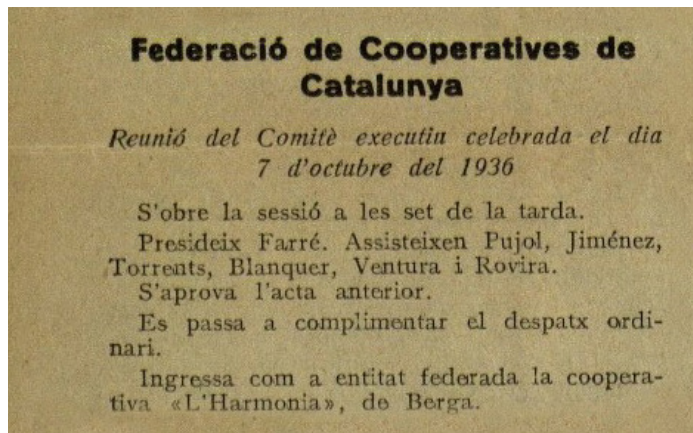 Federació de Cooperatives de
Catalunya
Reunió del Comitè executiu celebrada el dia
7 d'octubre del 1936
S'obre la sessió a les set de la tarda.
Presideix Farré. Assisteixen Pujol, Jiménez,
Torrents, Blanquer, Ventura i Rovira.
S'aprova l'acta anterior.
Es passa a complimentar el despatx ordi-
nari.
Ingressa com a entitat federada la coopera-
tiva «L'Harmonia», de Berga.